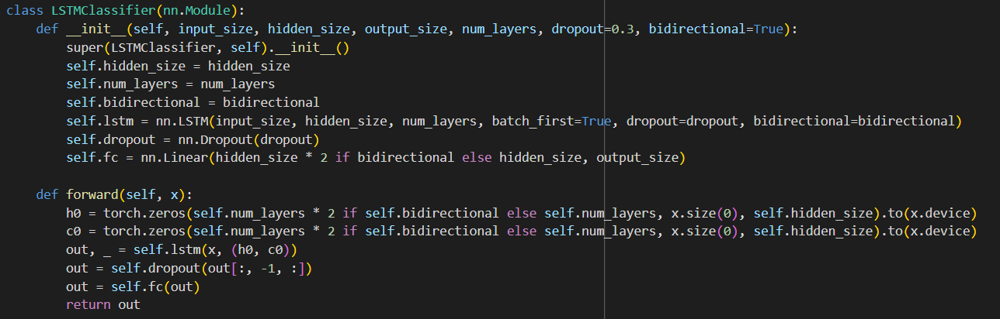 class LSTMClassifier(nn.Module):
    def __init__(self, input_size, hidden_size, output_size, num_layers, dropout=0.3, bidirectional=True):
        super(LSTMClassifier, self).__init__()
        self.hidden_size = hidden_size
        self.num_layers = num_layers
        self.bidirectional = bidirectional
        self.lstm = nn.LSTM(input_size, hidden_size, num_layers, batch_first=True, dropout=dropout, bidirectional=bidirectional)
        self.dropout = nn.Dropout(dropout)
        self.fc = nn.Linear(hidden_size * 2 if bidirectional else hidden_size, output_size)

    def forward(self, x):
        h0 = torch.zeros(self.num_layers * 2 if self.bidirectional else self.num_layers, x.size(0), self.hidden_size).to(x.device)
        c0 = torch.zeros(self.num_layers * 2 if self.bidirectional else self.num_layers, x.size(0), self.hidden_size).to(x.device)
        out, _ = self.lstm(x, (h0, c0))
        out = self.dropout(out[:, -1, :])
        out = self.fc(out)
        return out